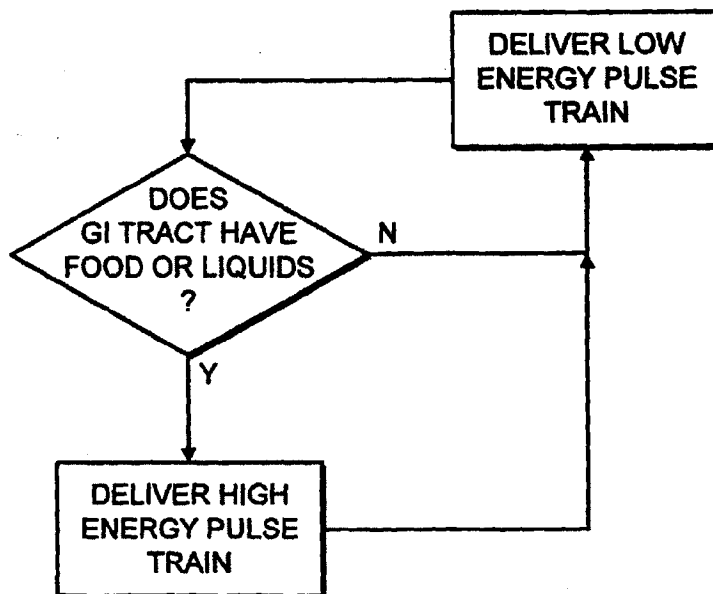 DELIVER LOW
ENERGY PULSE
TRAIN
DOES
GI TRACT HAVE
FOOD OR LIQUIDS
?
N
Y
DELIVER HIGH
ENERGY PULSE
TRAIN